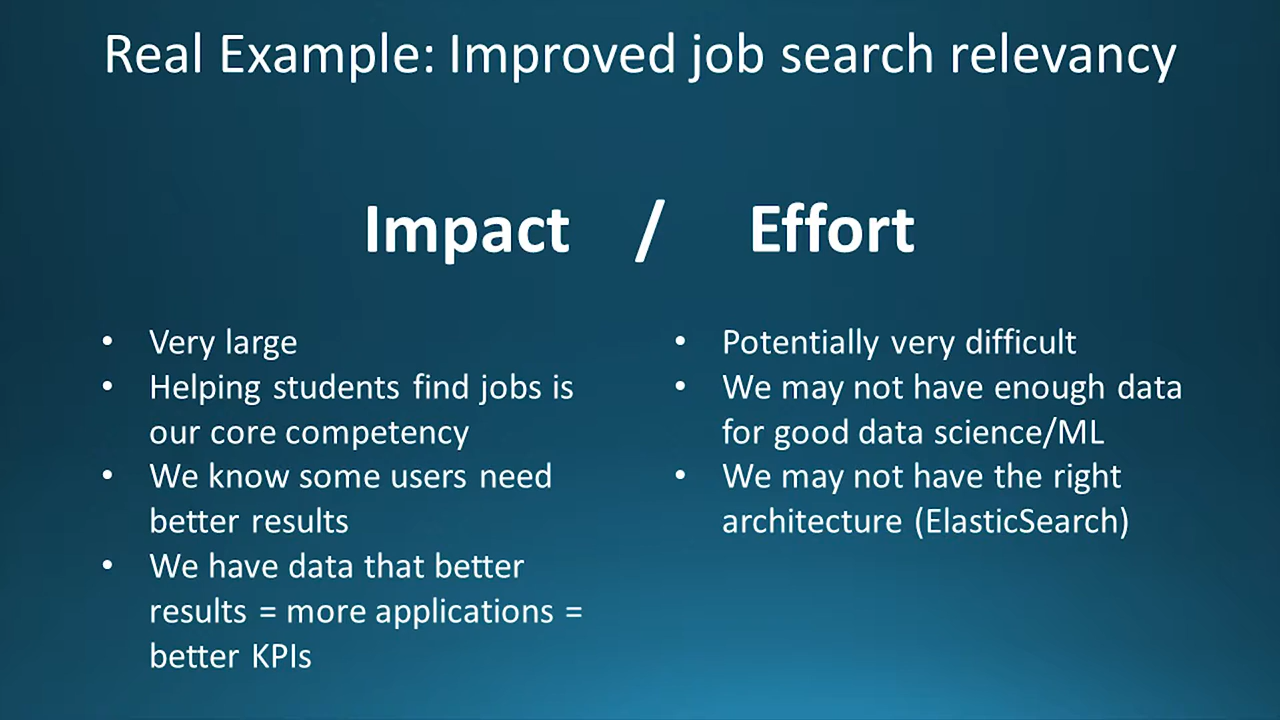 Real Example: Improved job search relevancy
Impact / Effort
• Very large
• Helping students find jobs is
our core competency
• We know some users need
better results
• We have data that better
results = more applications =
better KPIs
• Potentially very difficult
• We may not have enough data
for good data science/ML
• We may not have the right
architecture (ElasticSearch)